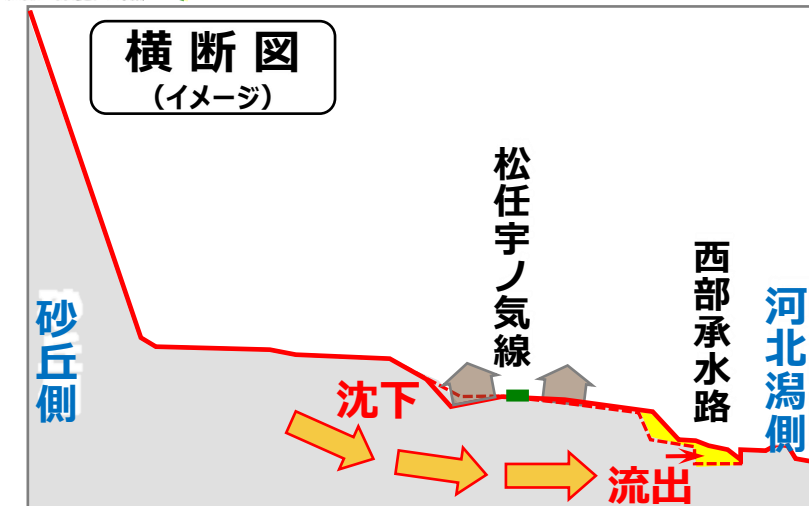 横断図
（イメージ）
松任宇ノ気線
西部承水路
砂丘側
河北潟側
沈下
流出